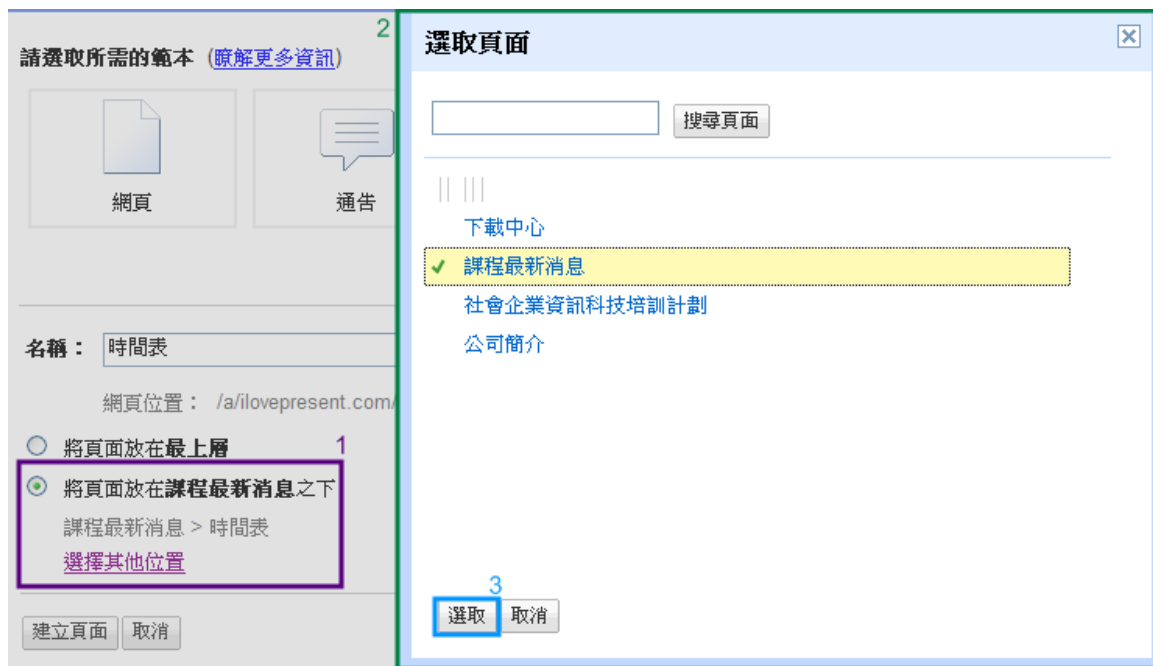 請選取所需的範本 (瞭解更多資訊)
網頁
通告
名稱： 時間表
網頁位置： /a/ilovepresent.com/
將頁面放在最上層
1
將頁面放在課程最新消息之下
課程最新消息 > 時間表
選擇其他位置
建立頁面 取消
2
選取頁面
搜尋頁面
下載中心
課程最新消息
社會企業資訊科技培訓計劃
公司簡介
3
選取 取消